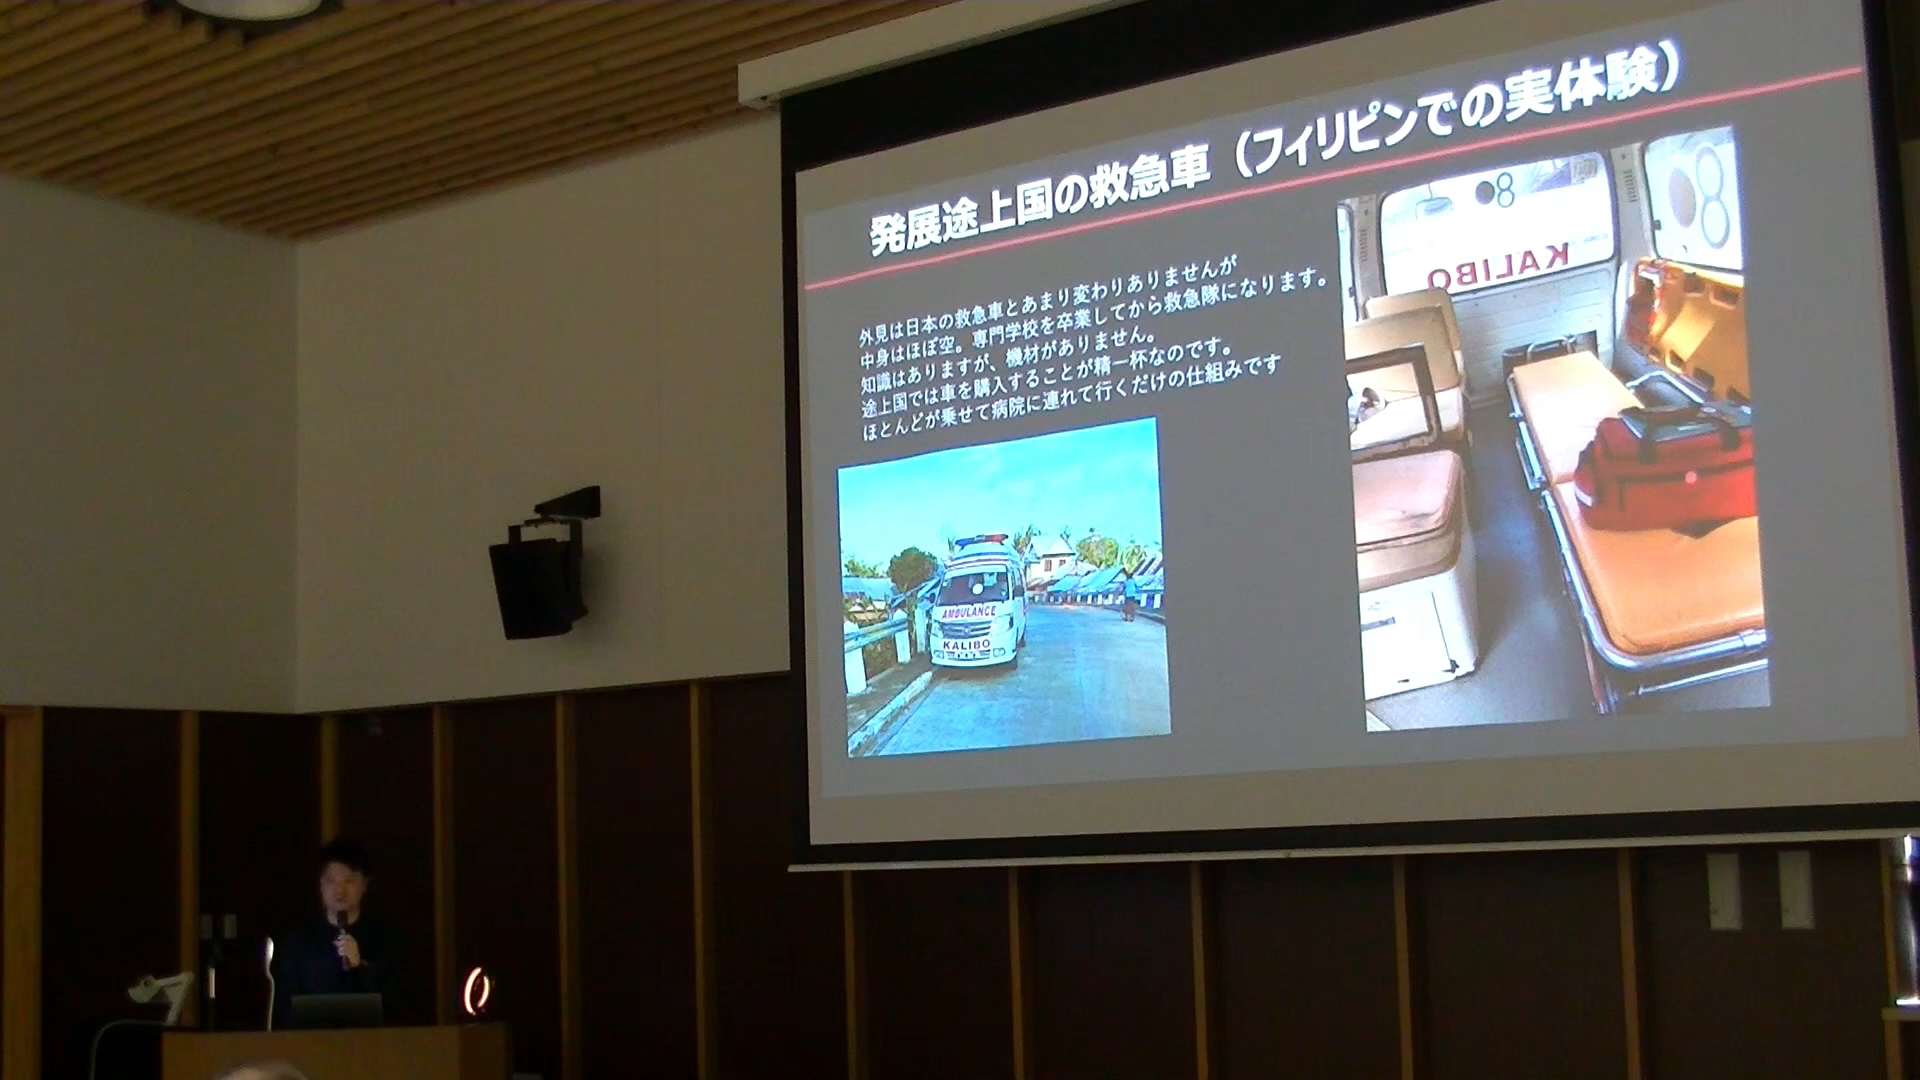 発展途上国の救急車（フィリピンでの実体験）
外見は日本の救急車とあまり変わりありませんが
中身はほぼ空。専門学校を卒業してから救急隊になります。
知識はありますが、機材がありません。
途上国では車を購入することが精一杯なのです。
ほとんどが乗せて病院に連れて行くだけの仕組みです
AMBULANCE
KALIBO
KALIBO